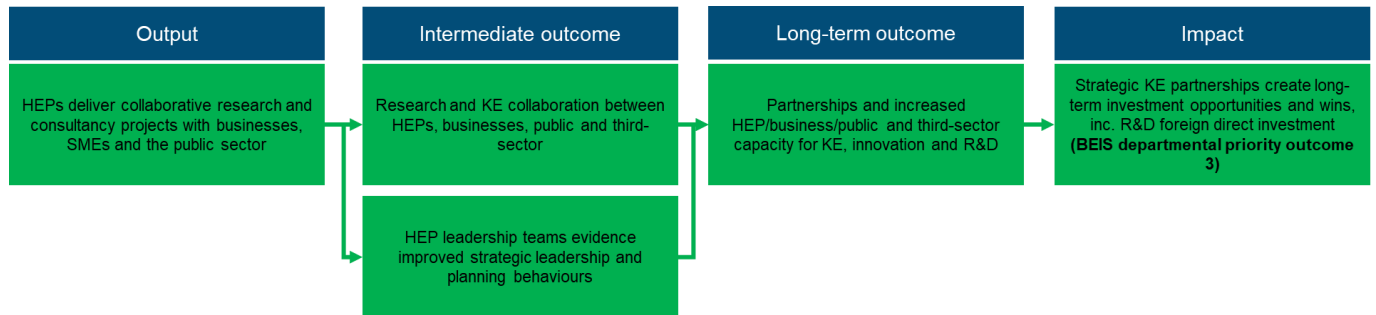 Output
Intermediate outcome
Long-term outcome
Impact
HEPs deliver collaborative research and
consultancy projects with businesses,
SMEs and the public sector
Research and KE collaboration between
HEPs, businesses, public and third-
sector
HEP leadership teams evidence
improved strategic leadership and
planning behaviours
Partnerships and increased
HEP/business/public and third-sector
capacity for KE, innovation and R&D
Strategic KE partnerships create long-
term investment opportunities and wins,
inc. R&D foreign direct investment
(BEIS departmental priority outcome
3)